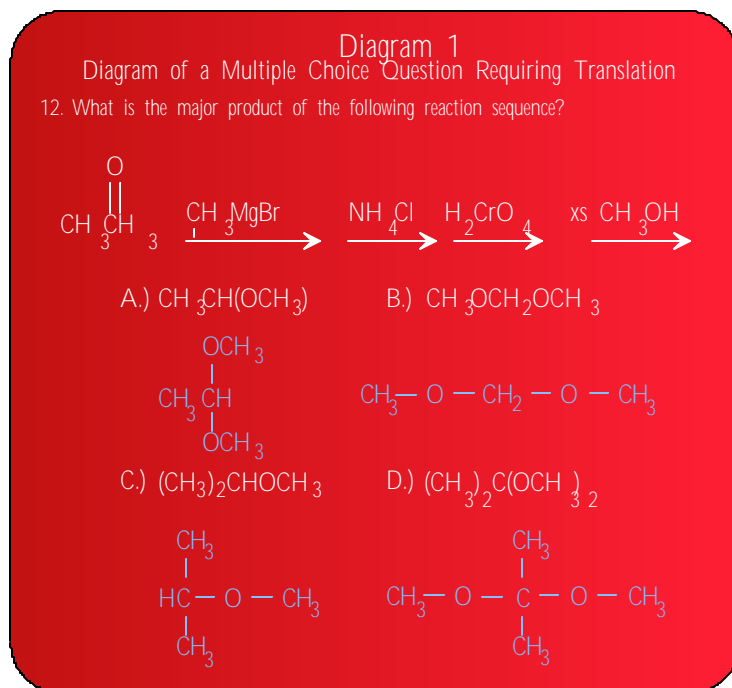 Diagram 1
Diagram of a Multiple Choice Question Requiring Translation
12. What is the major product of the following reaction sequence?
O
CH3CH3
CH3MgBr NH4Cl H2CrO4 xs CH3OH
A.) CH3CH(OCH3) B.) CH3OCH2OCH3
OCH3
CH3CH CH3 O CH2 O CH3
OCH3
C.) (CH3)2CHOCH3 D.) (CH3)2C(OCH3)2
CH3 CH3
HC O CH3 CH3 O C O CH3
CH3 CH3